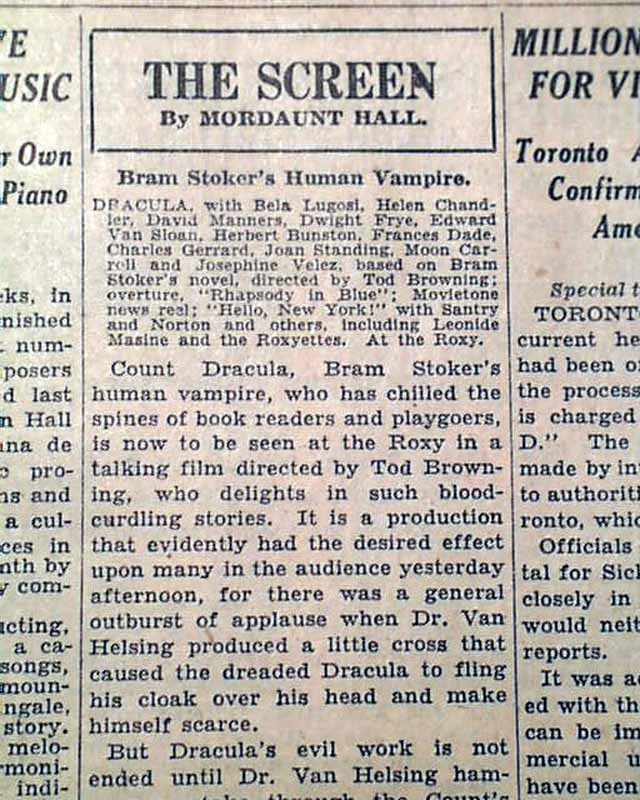 FE
USIC
r Own
Piano
ks, in
nished
num-
posers
d last
n Hall
na de
pro-
ns and
a cul-
ces in
nth by
y com-
acting,
a ca-
songs,
moun-
ngale,
story.
melo-
rmoni-
indi-
THE SCREEN
By MORDAUNT HALL.
Bram Stoker's Human Vampire.
DRACULA, with Bela Lugosi, Helen Chand-
ler, David Manners, Dwight Frye, Edward
Van Sloan, Herbert Bunston, Frances Dade,
Charles Gerrard, Joan Standing, Moon Car-
roll and Josephine Velez, based on Bram
Stoker's novel, directed by Tod Browning;
overture, "Rhapsody in Blue"; Movietone
news reel; "Hello, New York!" with Santry
and Norton and others, including Leonide
Masine and the Roxyettes. At the Roxy.
Count Dracula, Bram Stoker's
human vampire, who has chilled the
spines of book readers and playgoers,
is now to be seen at the Roxy in a
talking film directed by Tod Brown-
ing, who delights in such blood-
curdling stories. It is a production
that evidently had the desired effect
upon many in the audience yesterday
afternoon, for there was a general
outburst of applause when Dr. Van
Helsing produced a little cross that
caused the dreaded Dracula to fling
his cloak over his head and make
himself scarce.
But Dracula's evil work is not
ended until Dr. Van Helsing ham-
through the Count's
MILLION
FOR VI
Toronto A
Confirm
Ame
Special t
TORONTO
current he
had been o
the process
is charged
D." The
made by in
to authoriti
ronto, whic
Officials
tal for Sick
closely in
would neit
reports.
It was a
ed with th
can be im
mercial u
have been